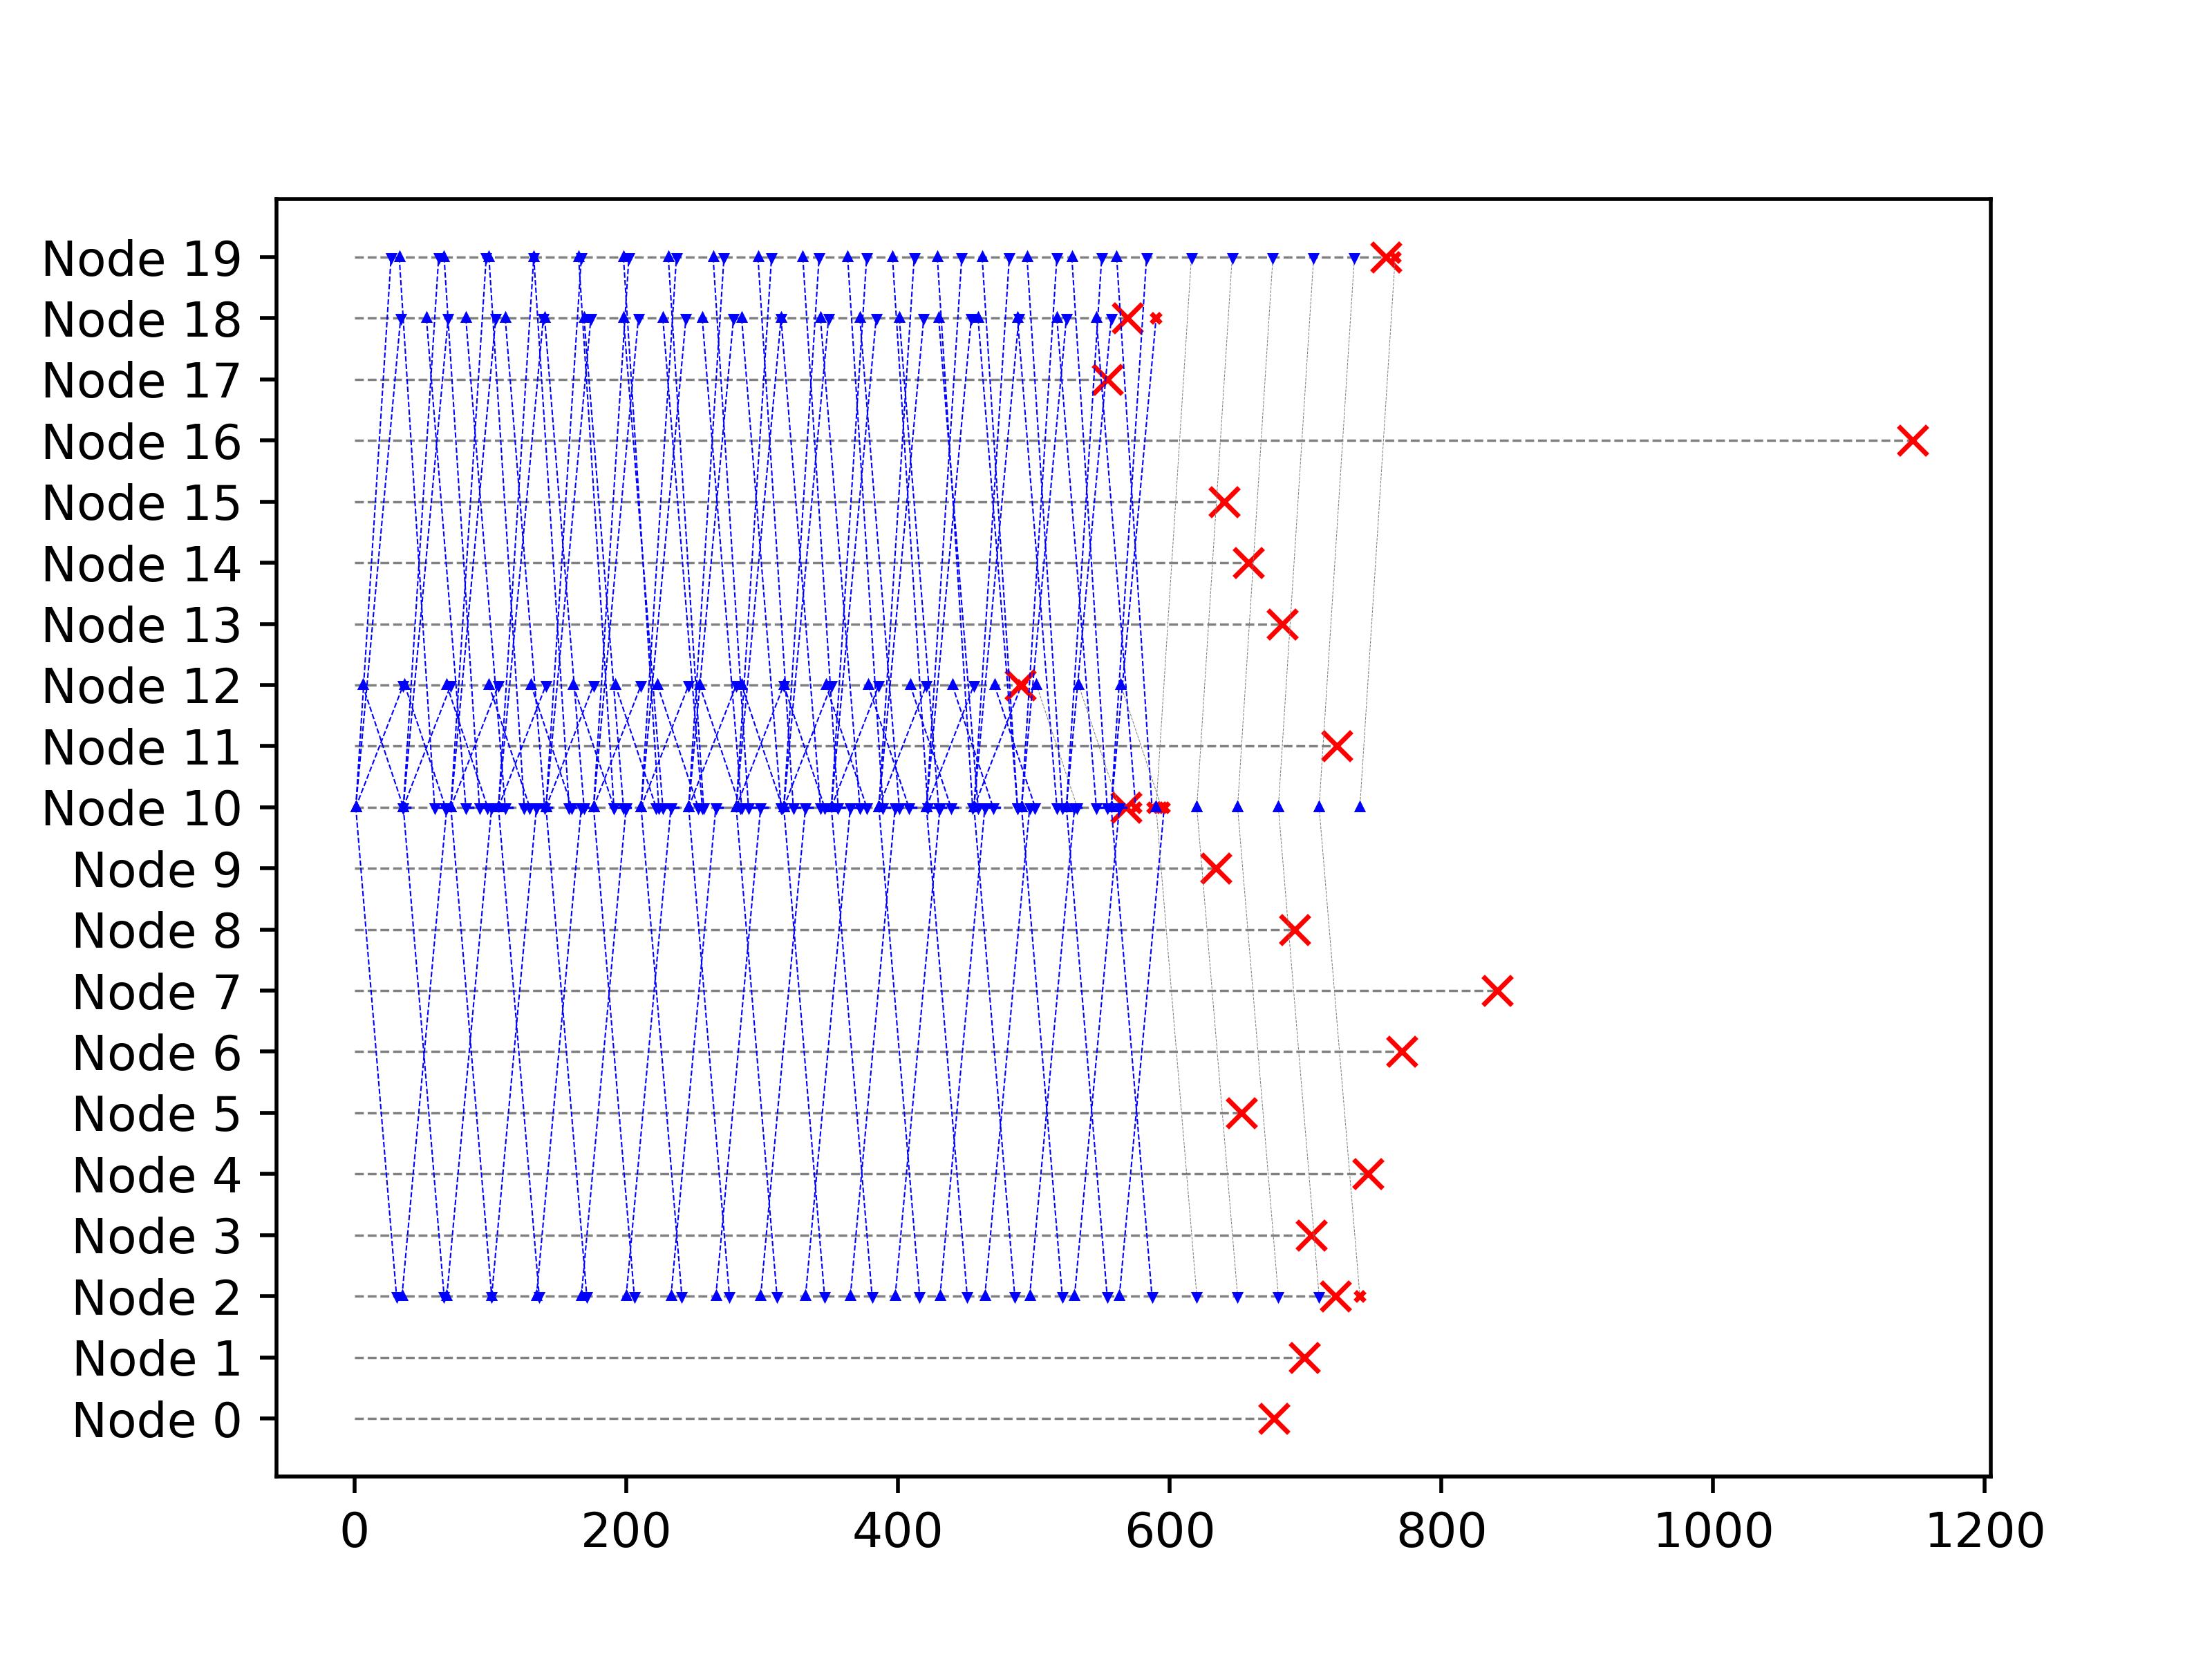 Node 19
Node 18
Node 17
Node 16
Node 15
Node 14
Node 13
Node 12
Node 11
Node 10
Node 9
Node 8
Node 7
Node 6
Node 5
Node 4
Node 3
Node 2
Node 1
Node 0
0 200 400 600 800 1000 1200